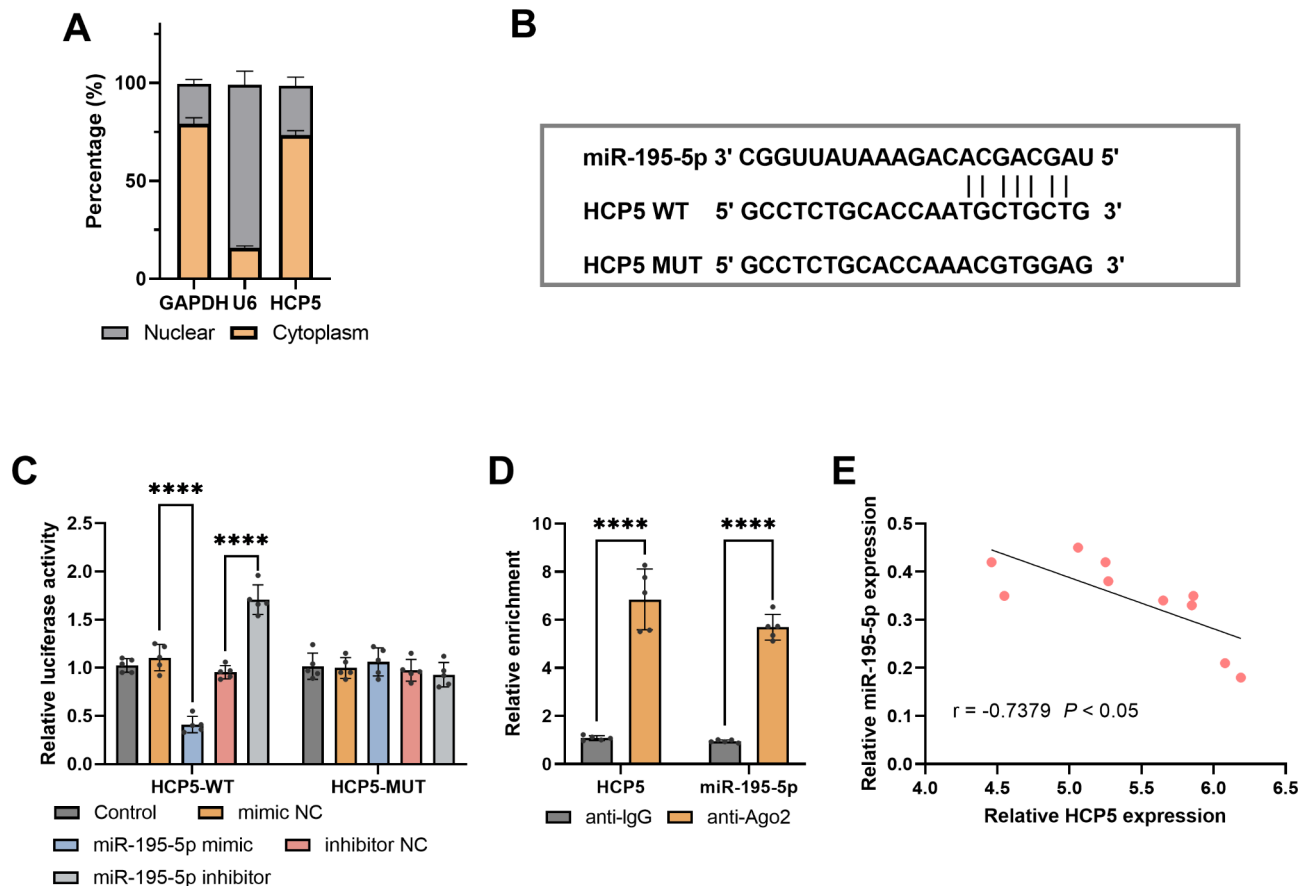 A
Percentage (%)
100
50
0
GAPDH U6 HCP5
Nuclear Cytoplasm
B
miR-195-5p 3' CGGUUAUAAAGACACGACGAU 5'
HCP5 WT 5' GCCTCTGCACCAATGCTGCTG 3'
HCP5 MUT 5' GCCTCTGCACCAAACGTGGAG 3'
C
Relative luciferase activity
2.5
2.0
1.5
1.0
0.5
0.0
****
****
HCP5-WT HCP5-MUT
Control mimic NC
miR-195-5p mimic inhibitor NC
miR-195-5p inhibitor
D
Relative enrichment
10
8
6
4
2
0
**** ****
HCP5 miR-195-5p
anti-IgG anti-Ago2
E
Relative miR-195-5p expression
0.5
0.4
0.3
0.2
0.1
0.0
r = -0.7379 P < 0.05
4.0 4.5 5.0 5.5 6.0 6.5
Relative HCP5 expression